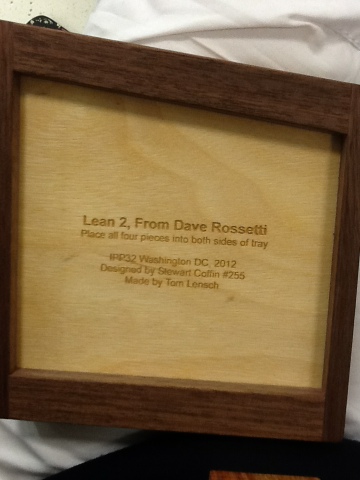 Lean 2, From Dave Rossetti
Place all four pieces into both sides of tray
IPP32 Washington DC, 2012
Designed by Stewart Coffin #255
Made by Tom Lensch